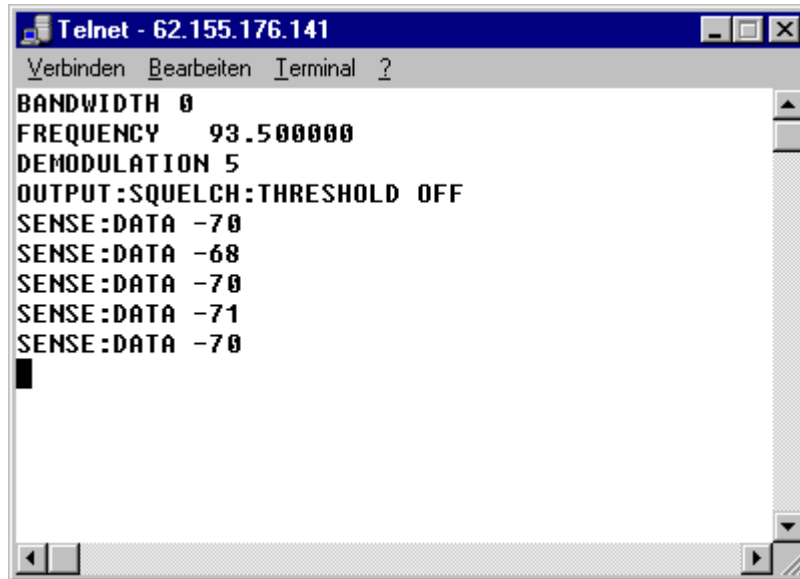 Telnet - 62.155.176.141
Verbinden Bearbeiten Terminal ?
BANDWIDTH 0
FREQUENCY   93.500000
DEMODULATION 5
OUTPUT:SQUELCH:THRESHOLD OFF
SENSE:DATA -70
SENSE:DATA -68
SENSE:DATA -70
SENSE:DATA -71
SENSE:DATA -70